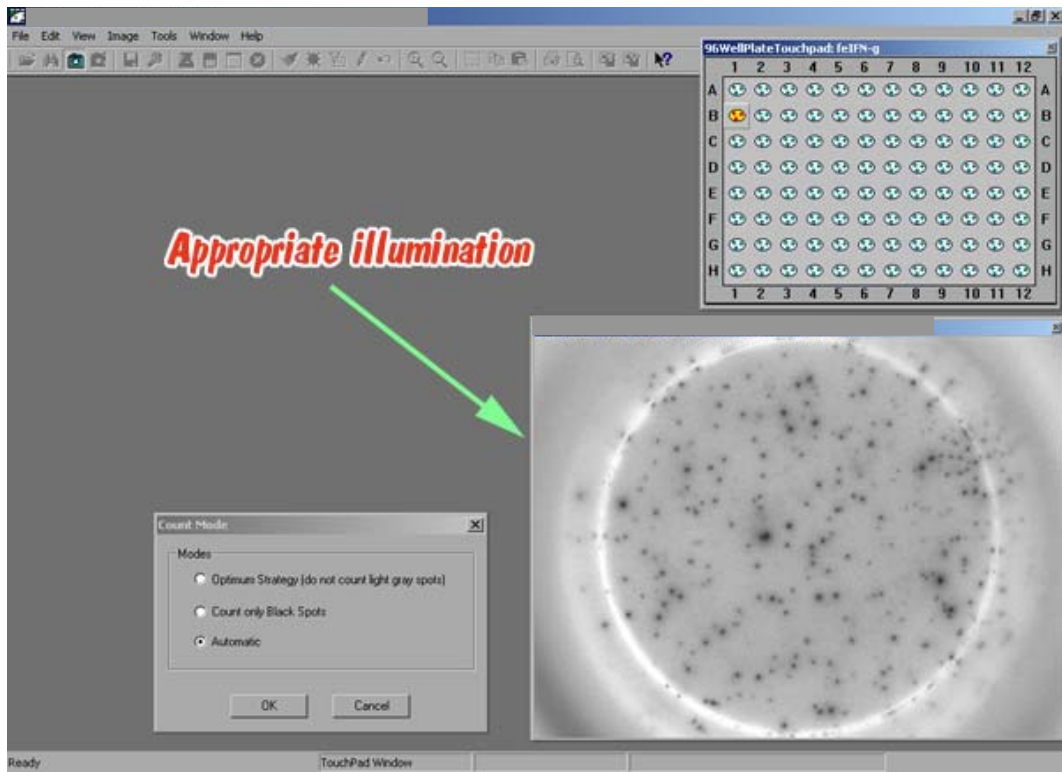 File Edit View Image Tools Window Help
96WellPlateTouchpad: feIFN-g
1 2 3 4 5 6 7 8 9 10 11 12
A A
B B
C C
D D
E E
F F
G G
H H
1 2 3 4 5 6 7 8 9 10 11 12
Appropriate illumination
Count Mode
Modes
Optimum Strategy (do not count light gray spots)
Count only Black Spots
Automatic
OK Cancel
Ready TouchPad Window